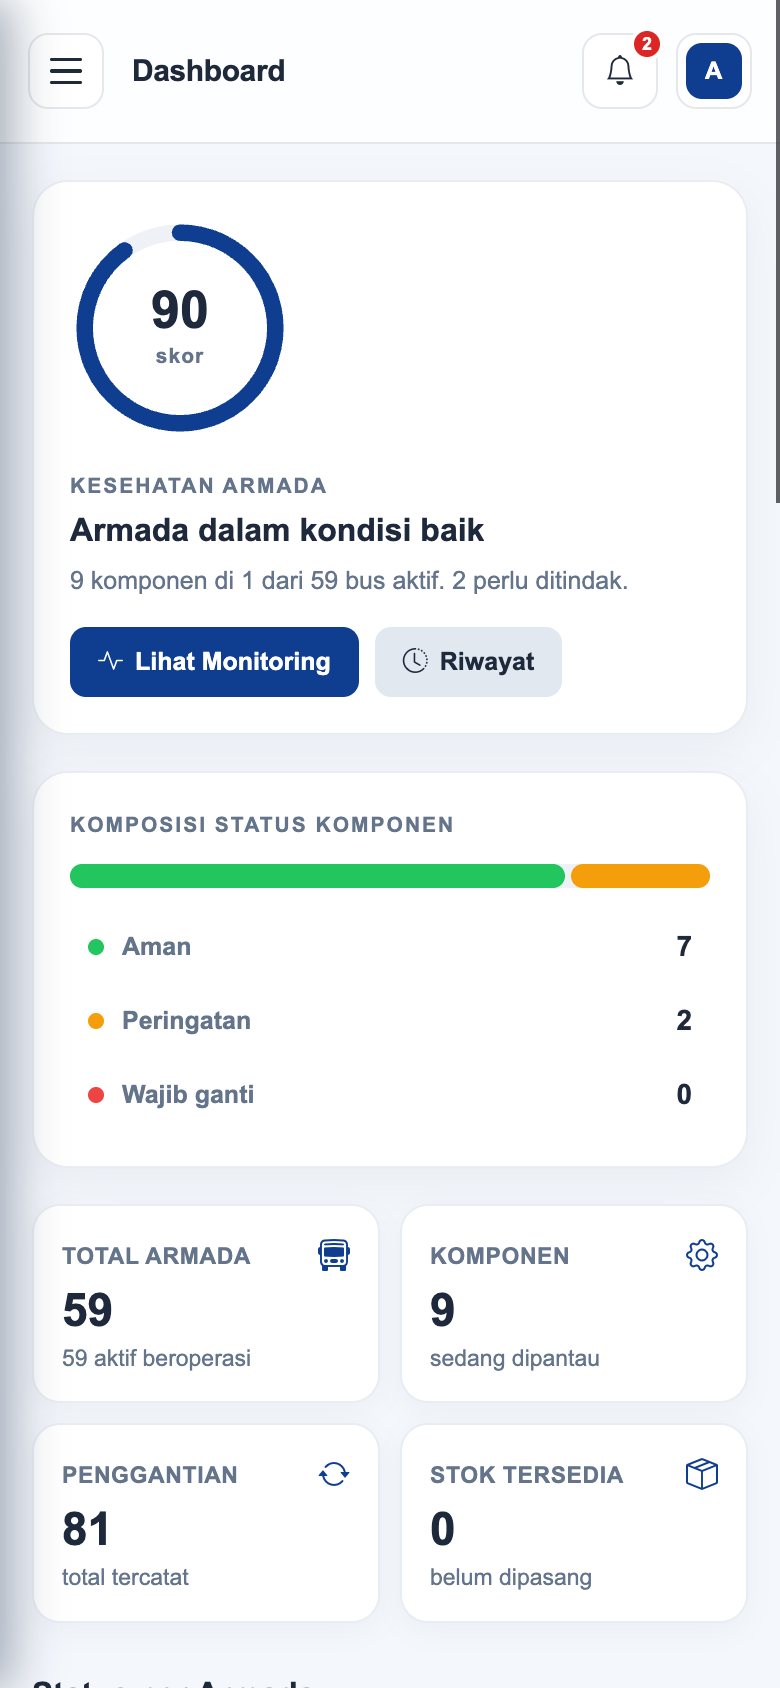 Dashboard
2
A
90
skor
KESEHATAN ARMADA
Armada dalam kondisi baik
9 komponen di 1 dari 59 bus aktif. 2 perlu ditindak.
Lihat Monitoring
Riwayat
KOMPOSISI STATUS KOMPONEN
Aman 7
Peringatan 2
Wajib ganti 0
TOTAL ARMADA
59
59 aktif beroperasi
KOMPONEN
9
sedang dipantau
PENGGANTIAN
81
total tercatat
STOK TERSEDIA
0
belum dipasang